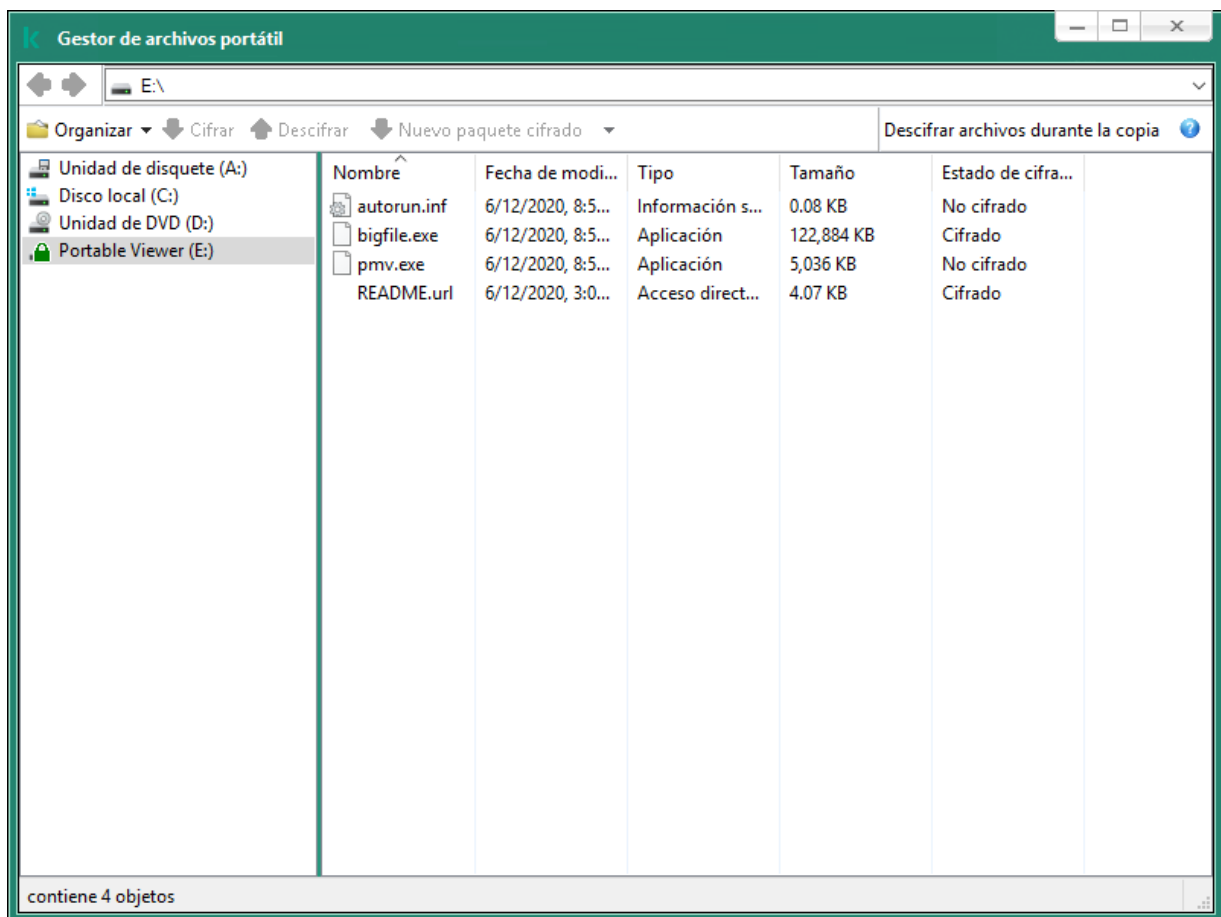 Gestor de archivos portátil
E:\
Organizar Cifrar Descifrar Nuevo paquete cifrado Descifrar archivos durante la copia
Unidad de disquete (A:)
Disco local (C:)
Unidad de DVD (D:)
Portable Viewer (E:)
Nombre Fecha de modi... Tipo Tamaño Estado de cifra...
autorun.inf 6/12/2020, 8:5... Información s... 0.08 KB No cifrado
bigfile.exe 6/12/2020, 8:5... Aplicación 122,884 KB Cifrado
pmv.exe 6/12/2020, 8:5... Aplicación 5,036 KB No cifrado
README.url 6/12/2020, 3:0... Acceso direct... 4.07 KB Cifrado
contiene 4 objetos